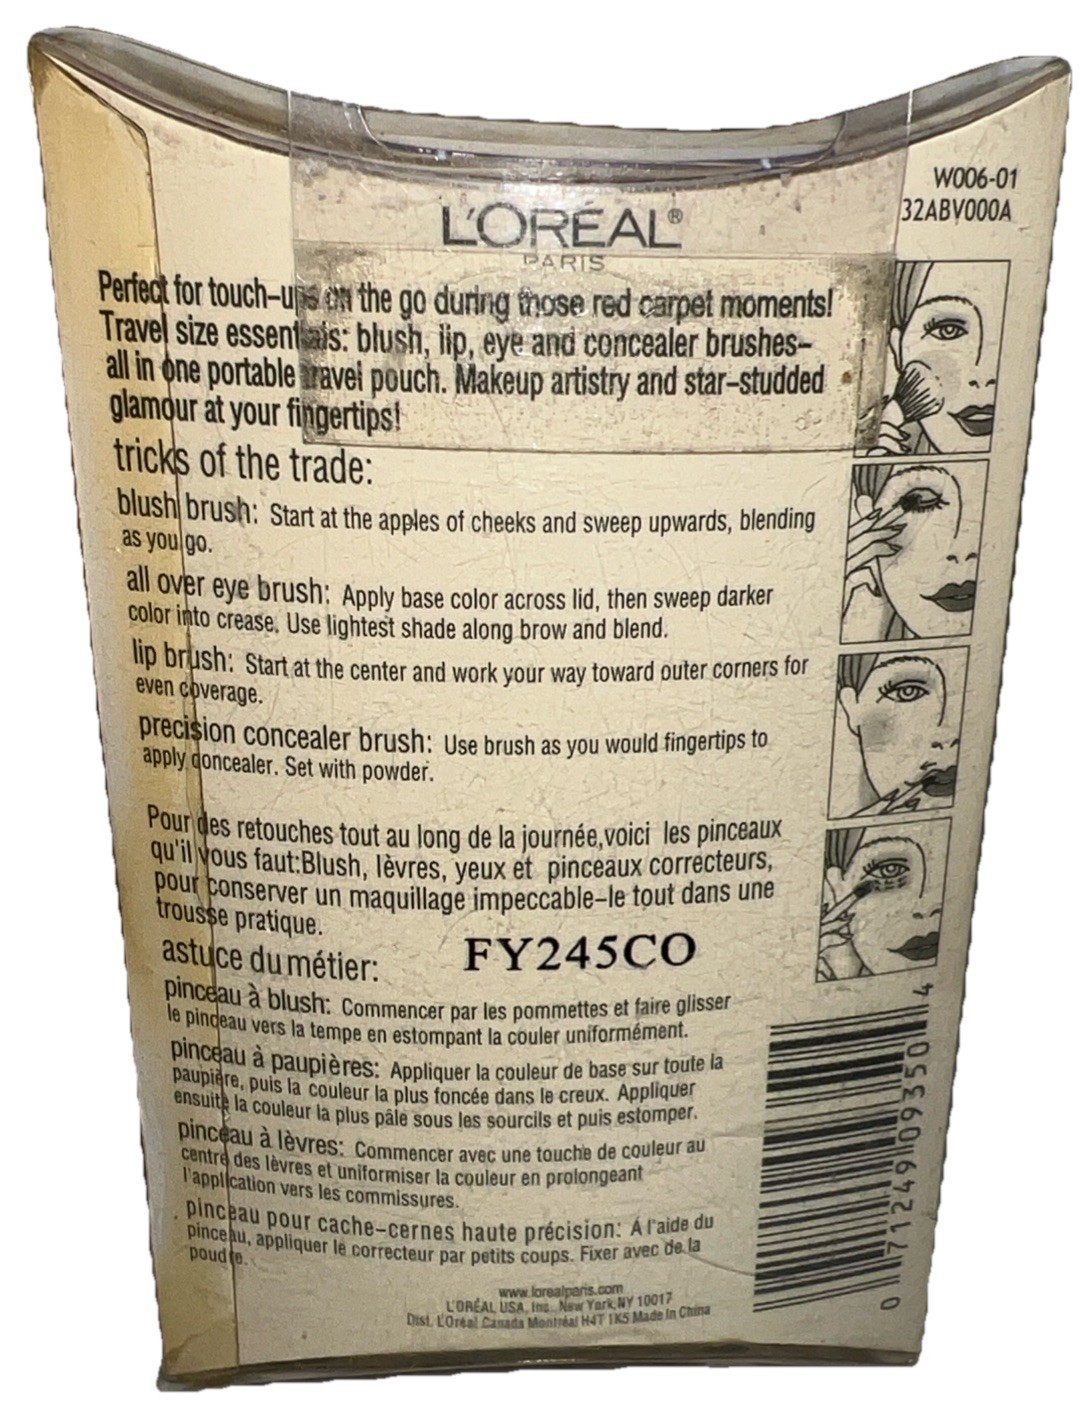 W006-01
32ABV000A
L'ORÉAL®
PARIS
Perfect for touch-ups on the go during those red carpet moments!
Travel size essentials: blush, lip, eye and concealer brushes-
all in one portable travel pouch. Makeup artistry and star-studded
glamour at your fingertips!
tricks of the trade:
blush brush: Start at the apples of cheeks and sweep upwards, blending
as you go.
all over eye brush: Apply base color across lid, then sweep darker
color into crease. Use lightest shade along brow and blend.
lip brush: Start at the center and work your way toward outer corners for
even coverage.
precision concealer brush: Use brush as you would fingertips to
apply concealer. Set with powder.
Pour des retouches tout au long de la journée,voici les pinceaux
qu'il vous faut:Blush, lèvres, yeux et pinceaux correcteurs,
pour conserver un maquillage impeccable-le tout dans une
trousse pratique.
FY245CO
astuce du métier:
pinceau à blush: Commencer par les pommettes et faire glisser
le pinceau vers la tempe en estompant la couler uniformément.
pinceau à paupières: Appliquer la couleur de base sur toute la
paupière, puis la couleur la plus foncée dans le creux. Appliquer
ensuite la couleur la plus pâle sous les sourcils et puis estomper.
pinceau à lèvres: Commencer avec une touche de couleur au
centre des lèvres et uniformiser la couleur en prolongeant
l'application vers les commissures.
pinceau pour cache-cernes haute précision: Á l'aide du
pinceau, appliquer le correcteur par petits coups. Fixer avec de la
poudre.
www.lorealparis.com
L'ORÉAL USA, Inc. New York, NY 10017
Dist. L'Oréal Canada Montréal H4T 1K5 Made In China
0 71249 09350 4